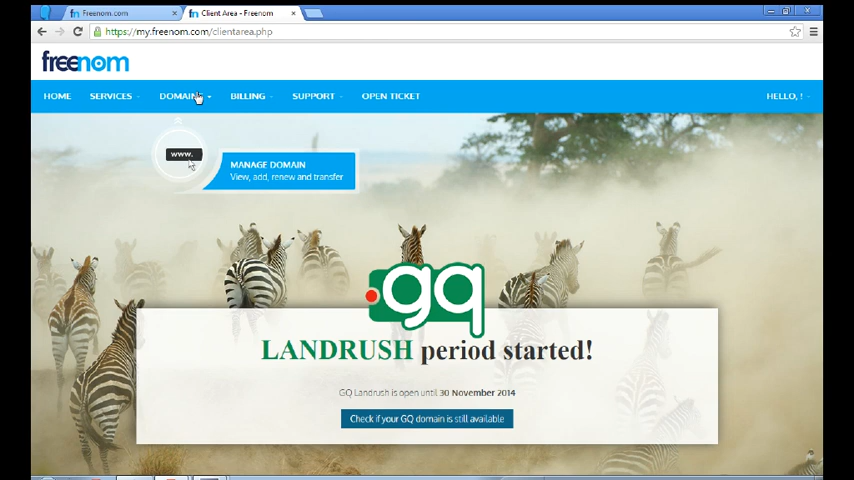 Freenom.com
Client Area - Freenom
https://my.freenom.com/clientarea.php
freenom
HOME SERVICES DOMAINS BILLING SUPPORT OPEN TICKET HELLO, !
www.
MANAGE DOMAIN
View, add, renew and transfer
.gq
LANDRUSH period started!
GQ Landrush is open until 30 November 2014
Check if your GQ domain is still available